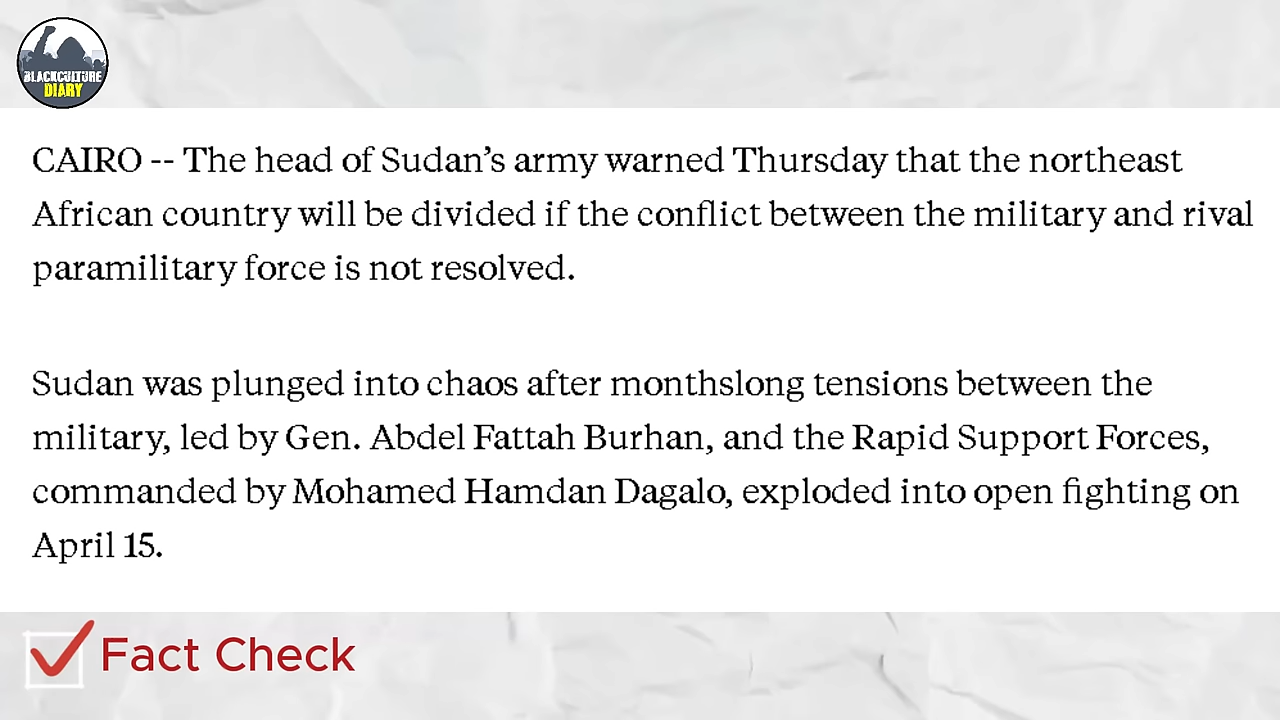 BLACKCULTURE
DIARY
CAIRO -- The head of Sudan’s army warned Thursday that the northeast
African country will be divided if the conflict between the military and rival
paramilitary force is not resolved.
Sudan was plunged into chaos after monthslong tensions between the
military, led by Gen. Abdel Fattah Burhan, and the Rapid Support Forces,
commanded by Mohamed Hamdan Dagalo, exploded into open fighting on
April 15.
Fact Check